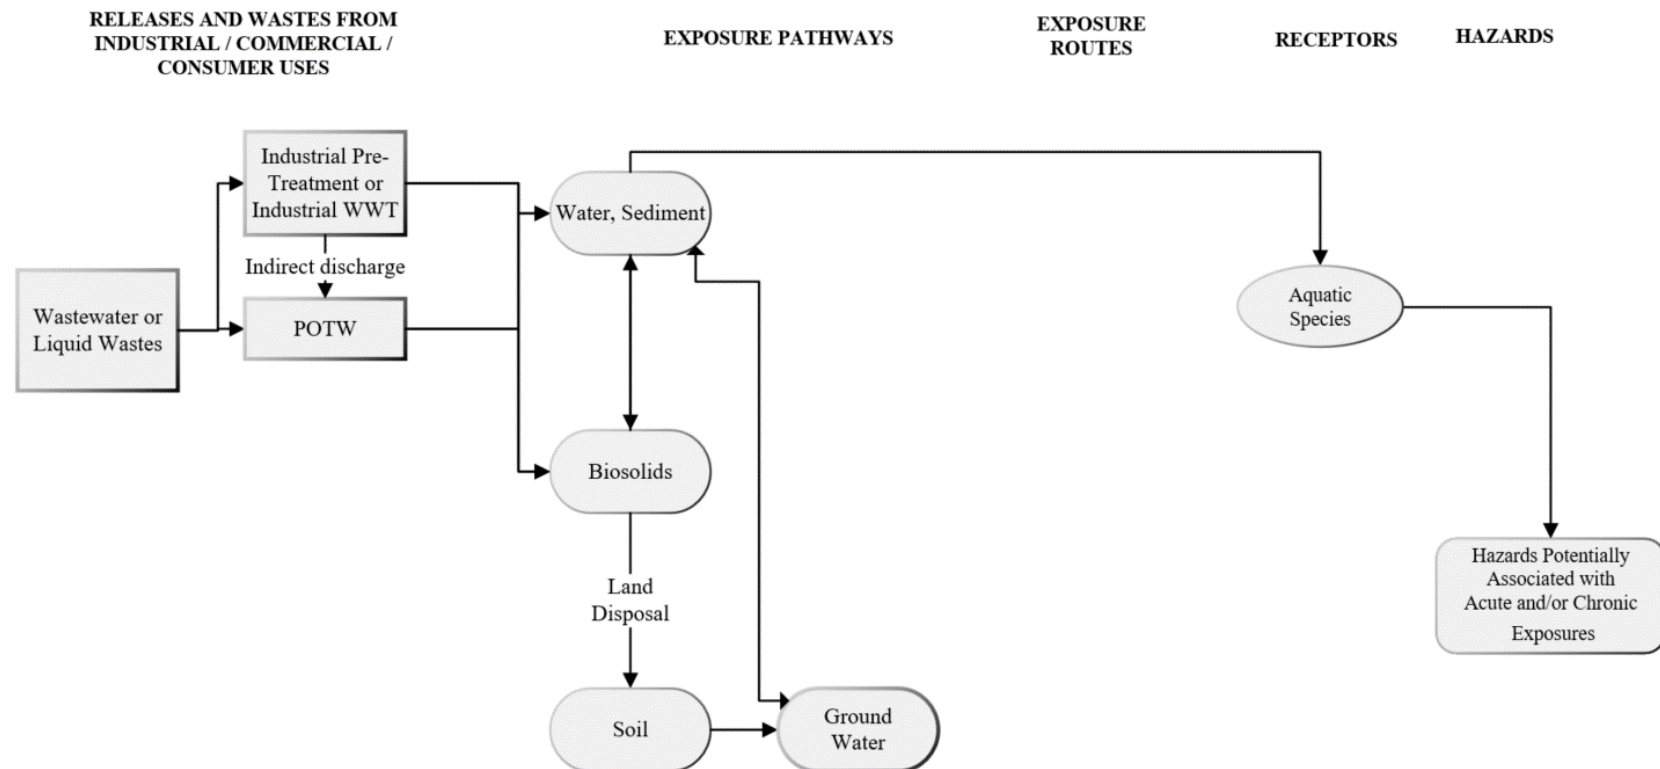 RELEASES AND WASTES FROM
INDUSTRIAL / COMMERCIAL /
CONSUMER USES
EXPOSURE PATHWAYS
EXPOSURE
ROUTES
RECEPTORS
HAZARDS
Industrial Pre-
Treatment or
Industrial WWT
Indirect discharge
Wastewater or
Liquid Wastes
POTW
Water, Sediment
Biosolids
Land
Disposal
Soil
Ground
Water
Aquatic
Species
Hazards Potentially
Associated with
Acute and/or Chronic
Exposures